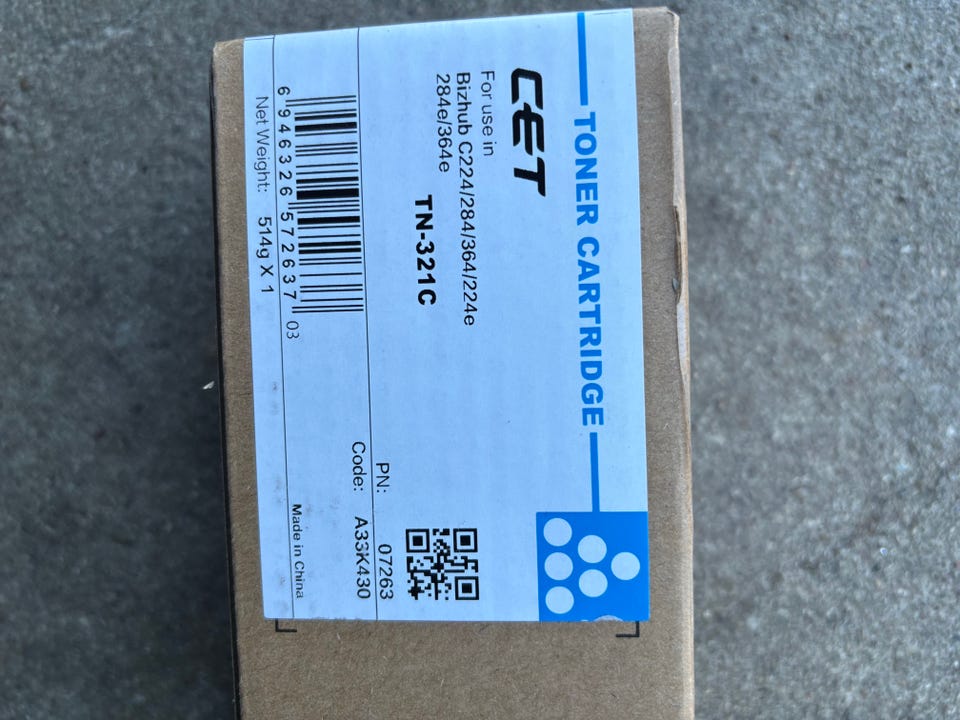 TONER CARTRIDGE
CET
For use in
Bizhub C224/284/364/224e
284e/364e
TN-321C
PN: 07263
Code: A33K430
6 946326 572637 03
Made in China
Net Weight: 514g X 1